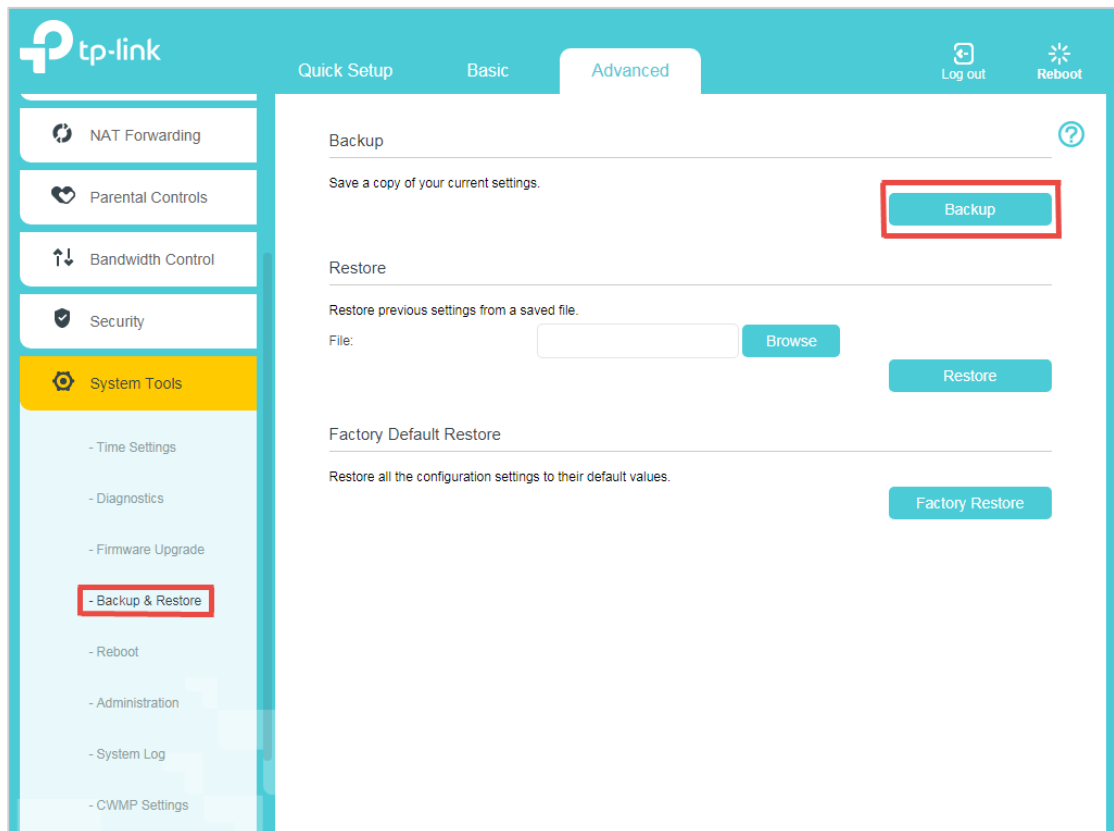 tp-link
Quick Setup
Basic
Advanced
Log out
Reboot
NAT Forwarding
Parental Controls
Bandwidth Control
Security
System Tools
- Time Settings
- Diagnostics
- Firmware Upgrade
- Backup & Restore
- Reboot
- Administration
- System Log
- CWMP Settings
Backup
Save a copy of your current settings.
Backup
Restore
Restore previous settings from a saved file.
File:
Browse
Restore
Factory Default Restore
Restore all the configuration settings to their default values.
Factory Restore